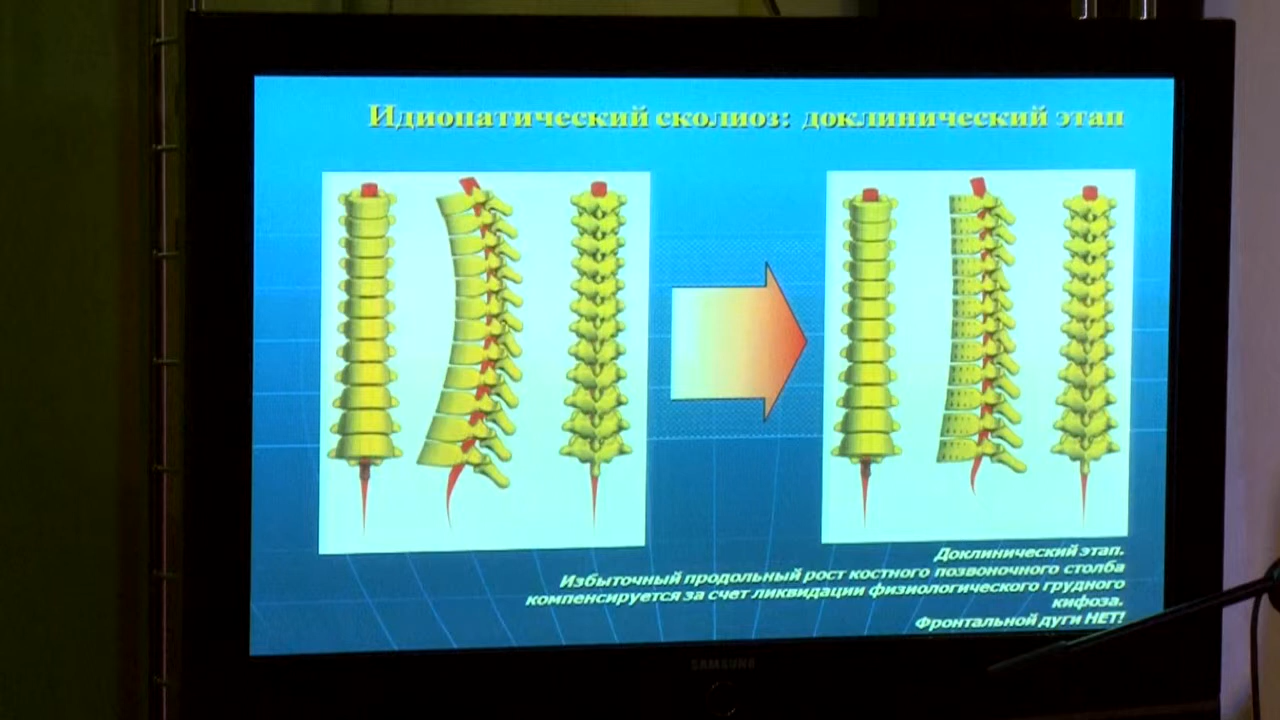 Идиопатический сколиоз: доклинический этап
Доклинический этап.
Избыточный продольный рост костного позвоночного столба
компенсируется за счет ликвидации физиологического грудного
кифоза.
Фронтальной дуги НЕТ!
SAMSUNG